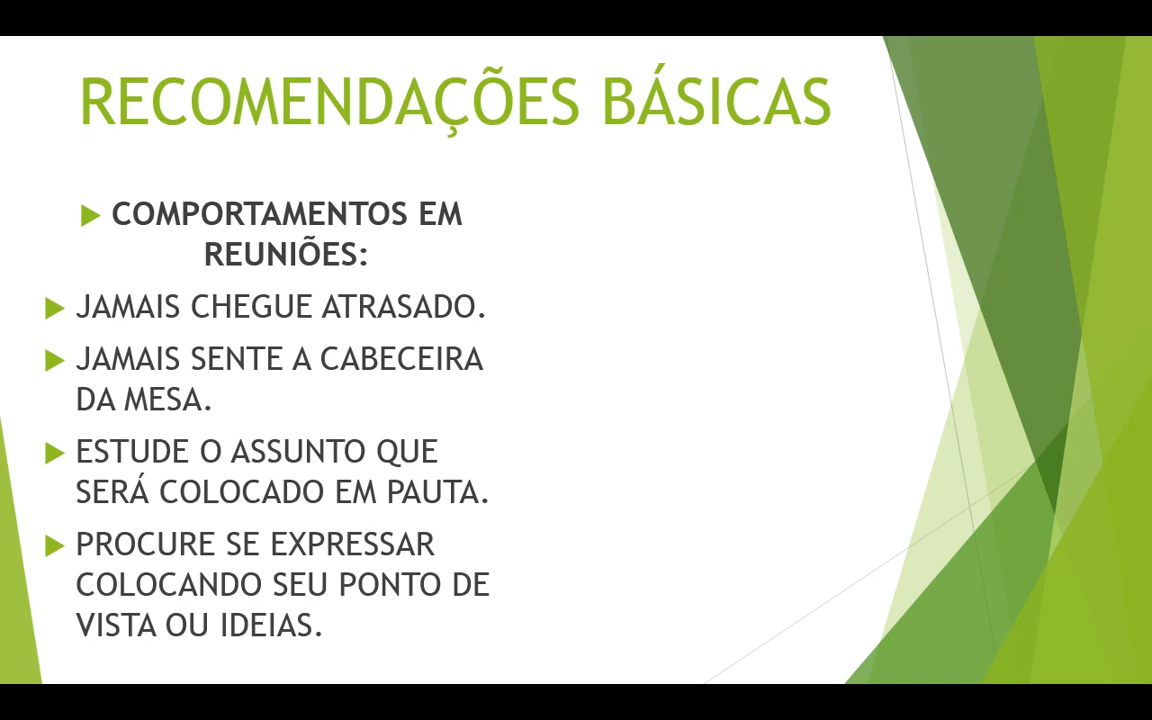 RECOMENDAÇÕES BÁSICAS
COMPORTAMENTOS EM
REUNIÕES:
JAMAIS CHEGUE ATRASADO.
JAMAIS SENTE A CABECEIRA
DA MESA.
ESTUDE O ASSUNTO QUE
SERÁ COLOCADO EM PAUTA.
PROCURE SE EXPRESSAR
COLOCANDO SEU PONTO DE
VISTA OU IDEIAS.